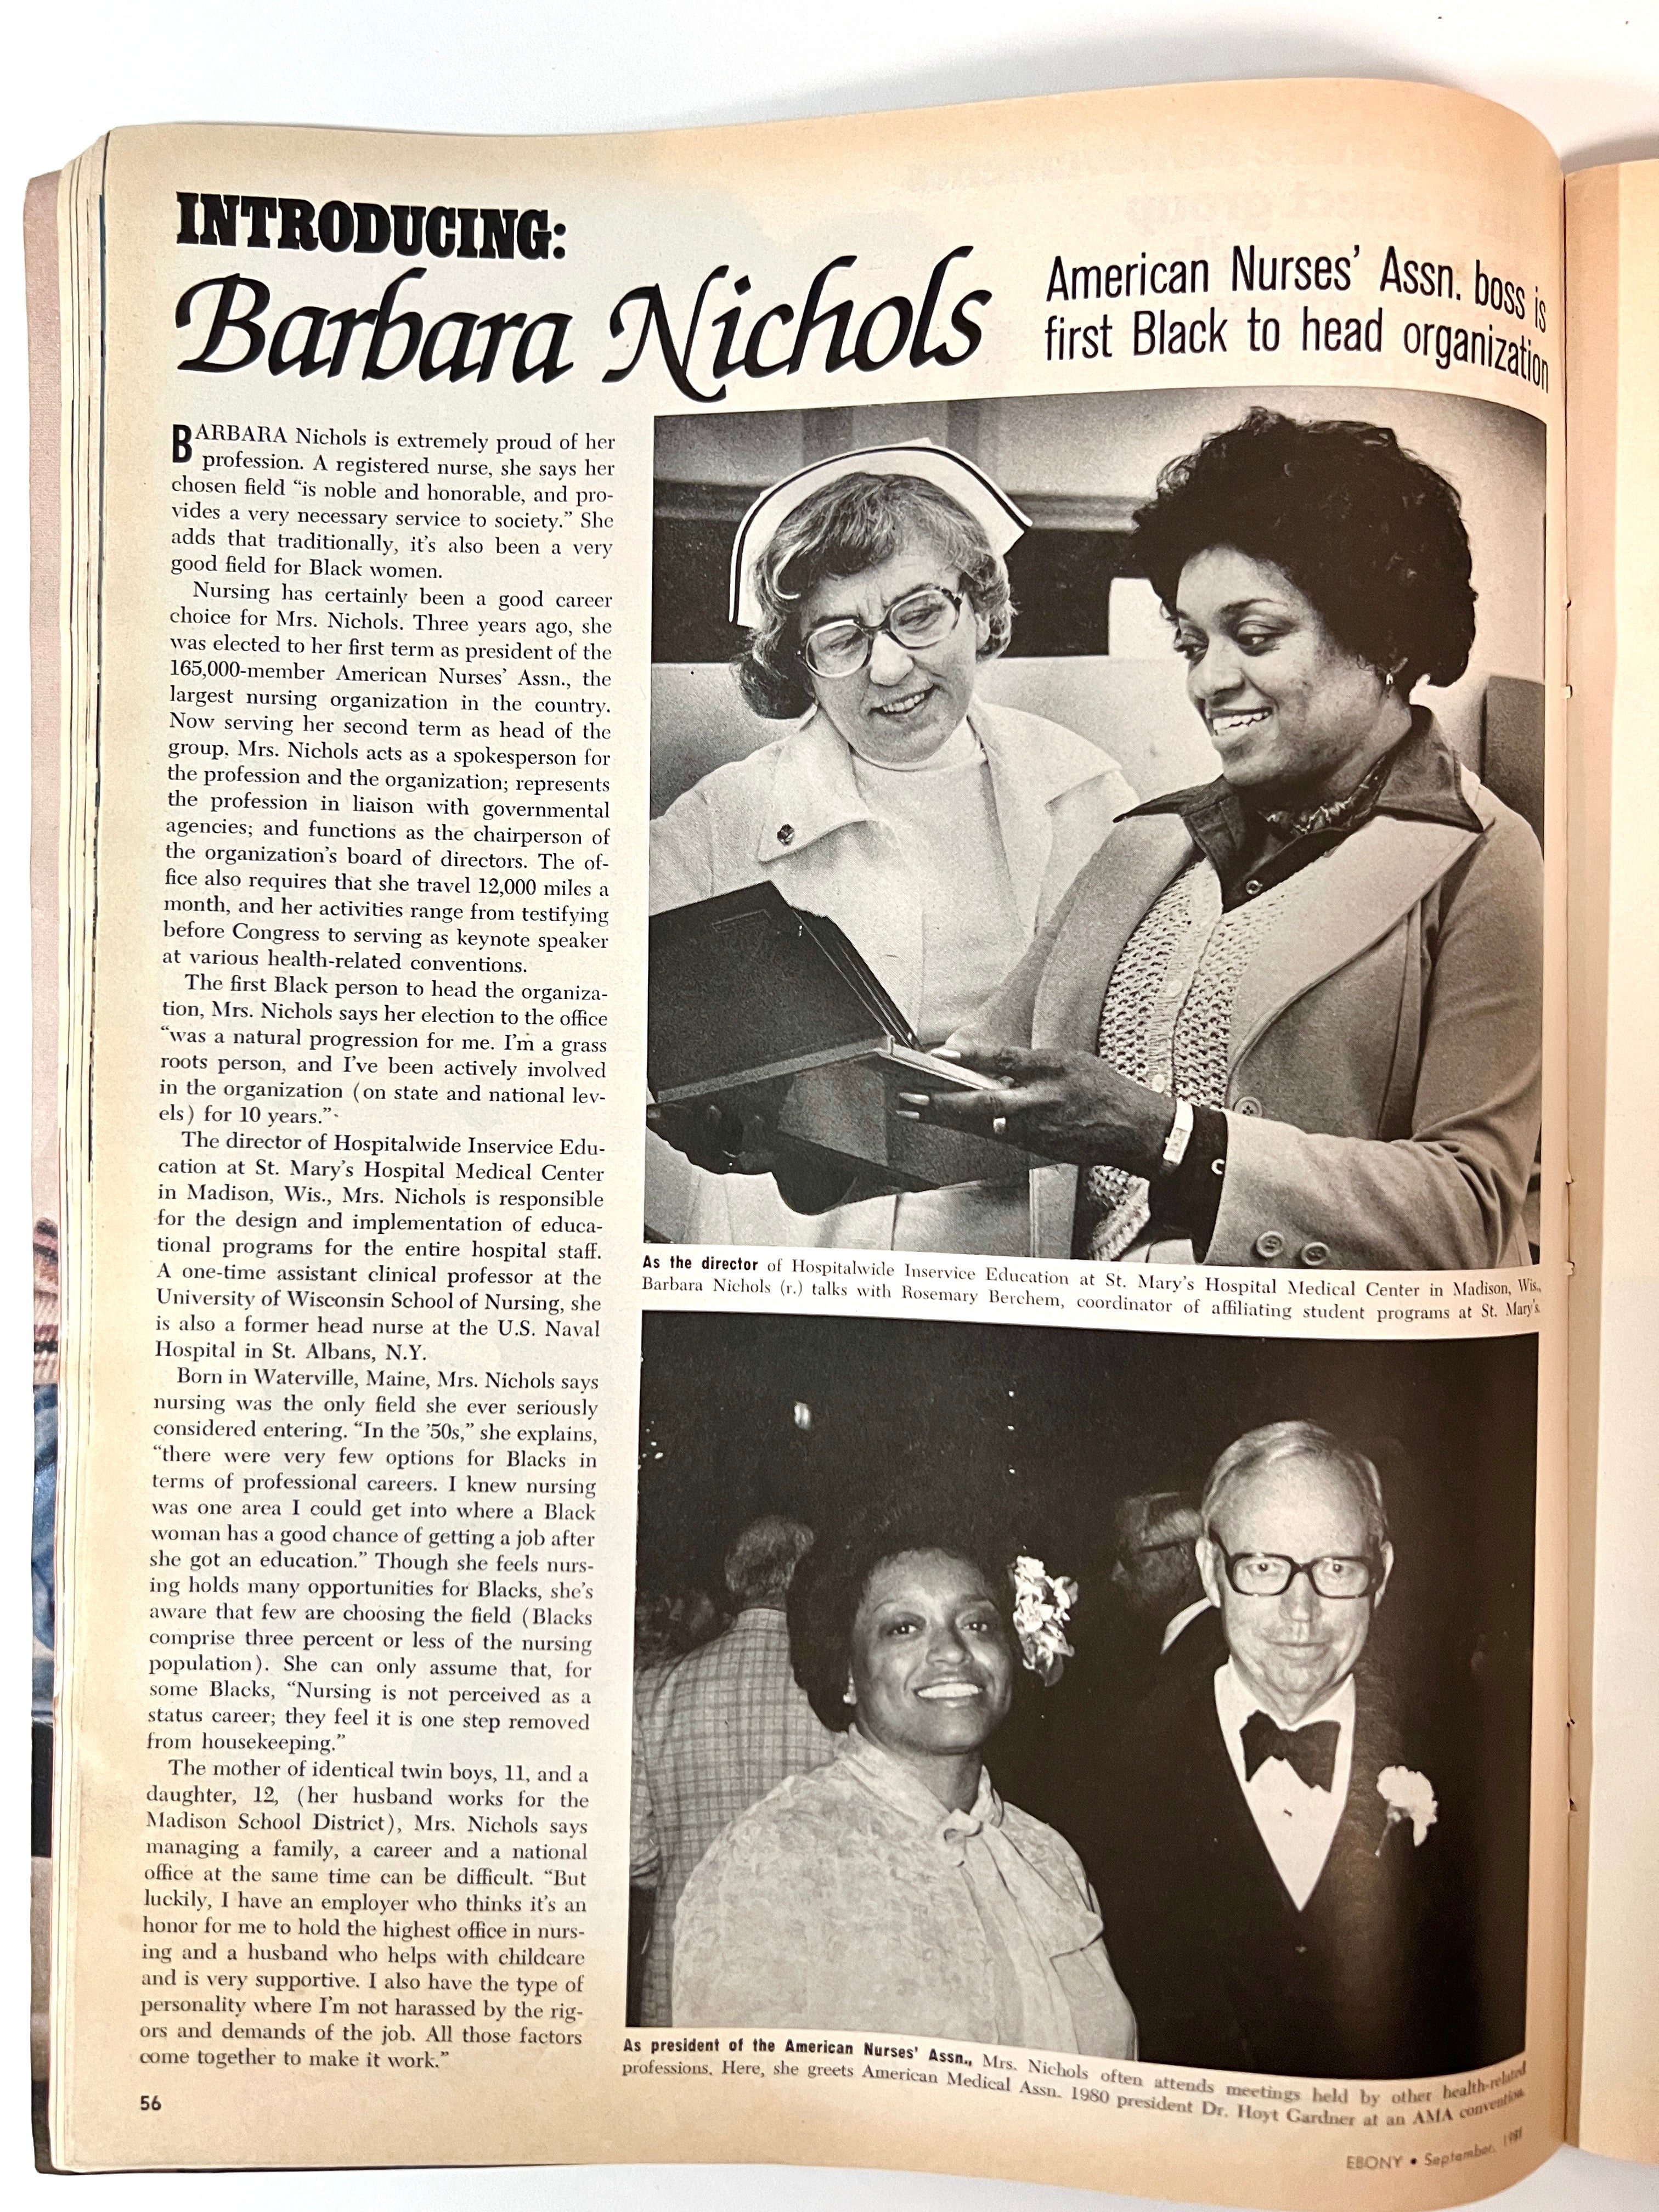 INTRODUCING:
Barbara Nichols
American Nurses' Assn. boss is
first Black to head organization
BARBARA Nichols is extremely proud of her
profession. A registered nurse, she says her
chosen field “is noble and honorable, and pro-
vides a very necessary service to society.” She
adds that traditionally, it's also been a very
good field for Black women.
Nursing has certainly been a good career
choice for Mrs. Nichols. Three years ago, she
was elected to her first term as president of the
165,000-member American Nurses' Assn., the
largest nursing organization in the country.
Now serving her second term as head of the
group, Mrs. Nichols acts as a spokesperson for
the profession and the organization; represents
the profession in liaison with governmental
agencies; and functions as the chairperson of
the organization's board of directors. The of-
fice also requires that she travel 12,000 miles a
month, and her activities range from testifying
before Congress to serving as keynote speaker
at various health-related conventions.
The first Black person to head the organiza-
tion, Mrs. Nichols says her election to the office
“was a natural progression for me. I'm a grass
roots person, and I've been actively involved
in the organization (on state and national lev-
els) for 10 years.”
The director of Hospitalwide Inservice Edu-
cation at St. Mary's Hospital Medical Center
in Madison, Wis., Mrs. Nichols is responsible
for the design and implementation of educa-
tional programs for the entire hospital staff.
A one-time assistant clinical professor at the
University of Wisconsin School of Nursing, she
is also a former head nurse at the U.S. Naval
Hospital in St. Albans, N.Y.
Born in Waterville, Maine, Mrs. Nichols says
nursing was the only field she ever seriously
considered entering. “In the '50s,” she explains,
“there were very few options for Blacks in
terms of professional careers. I knew nursing
was one area I could get into where a Black
woman has a good chance of getting a job after
she got an education.” Though she feels nurs-
ing holds many opportunities for Blacks, she's
aware that few are choosing the field (Blacks
comprise three percent or less of the nursing
population). She can only assume that, for
some Blacks, “Nursing is not perceived as a
status career; they feel it is one step removed
from housekeeping.”
The mother of identical twin boys, 11, and a
daughter, 12, (her husband works for the
Madison School District), Mrs. Nichols says
managing a family, a career and a national
office at the same time can be difficult. “But
luckily, I have an employer who thinks it's an
honor for me to hold the highest office in nurs-
ing and a husband who helps with childcare
and is very supportive. I also have the type of
personality where I'm not harassed by the rig-
ors and demands of the job. All those factors
come together to make it work.”
As the director of Hospitalwide Inservice Education at St. Mary's Hospital Medical Center in Madison, Wis.,
Barbara Nichols (r.) talks with Rosemary Berchem, coordinator of affiliating student programs at St. Mary's.
As president of the American Nurses' Assn., Mrs. Nichols often attends meetings held by other health-related
professions. Here, she greets American Medical Assn. 1980 president Dr. Hoyt Gardner at an AMA convention.
56
EBONY • September, 1981